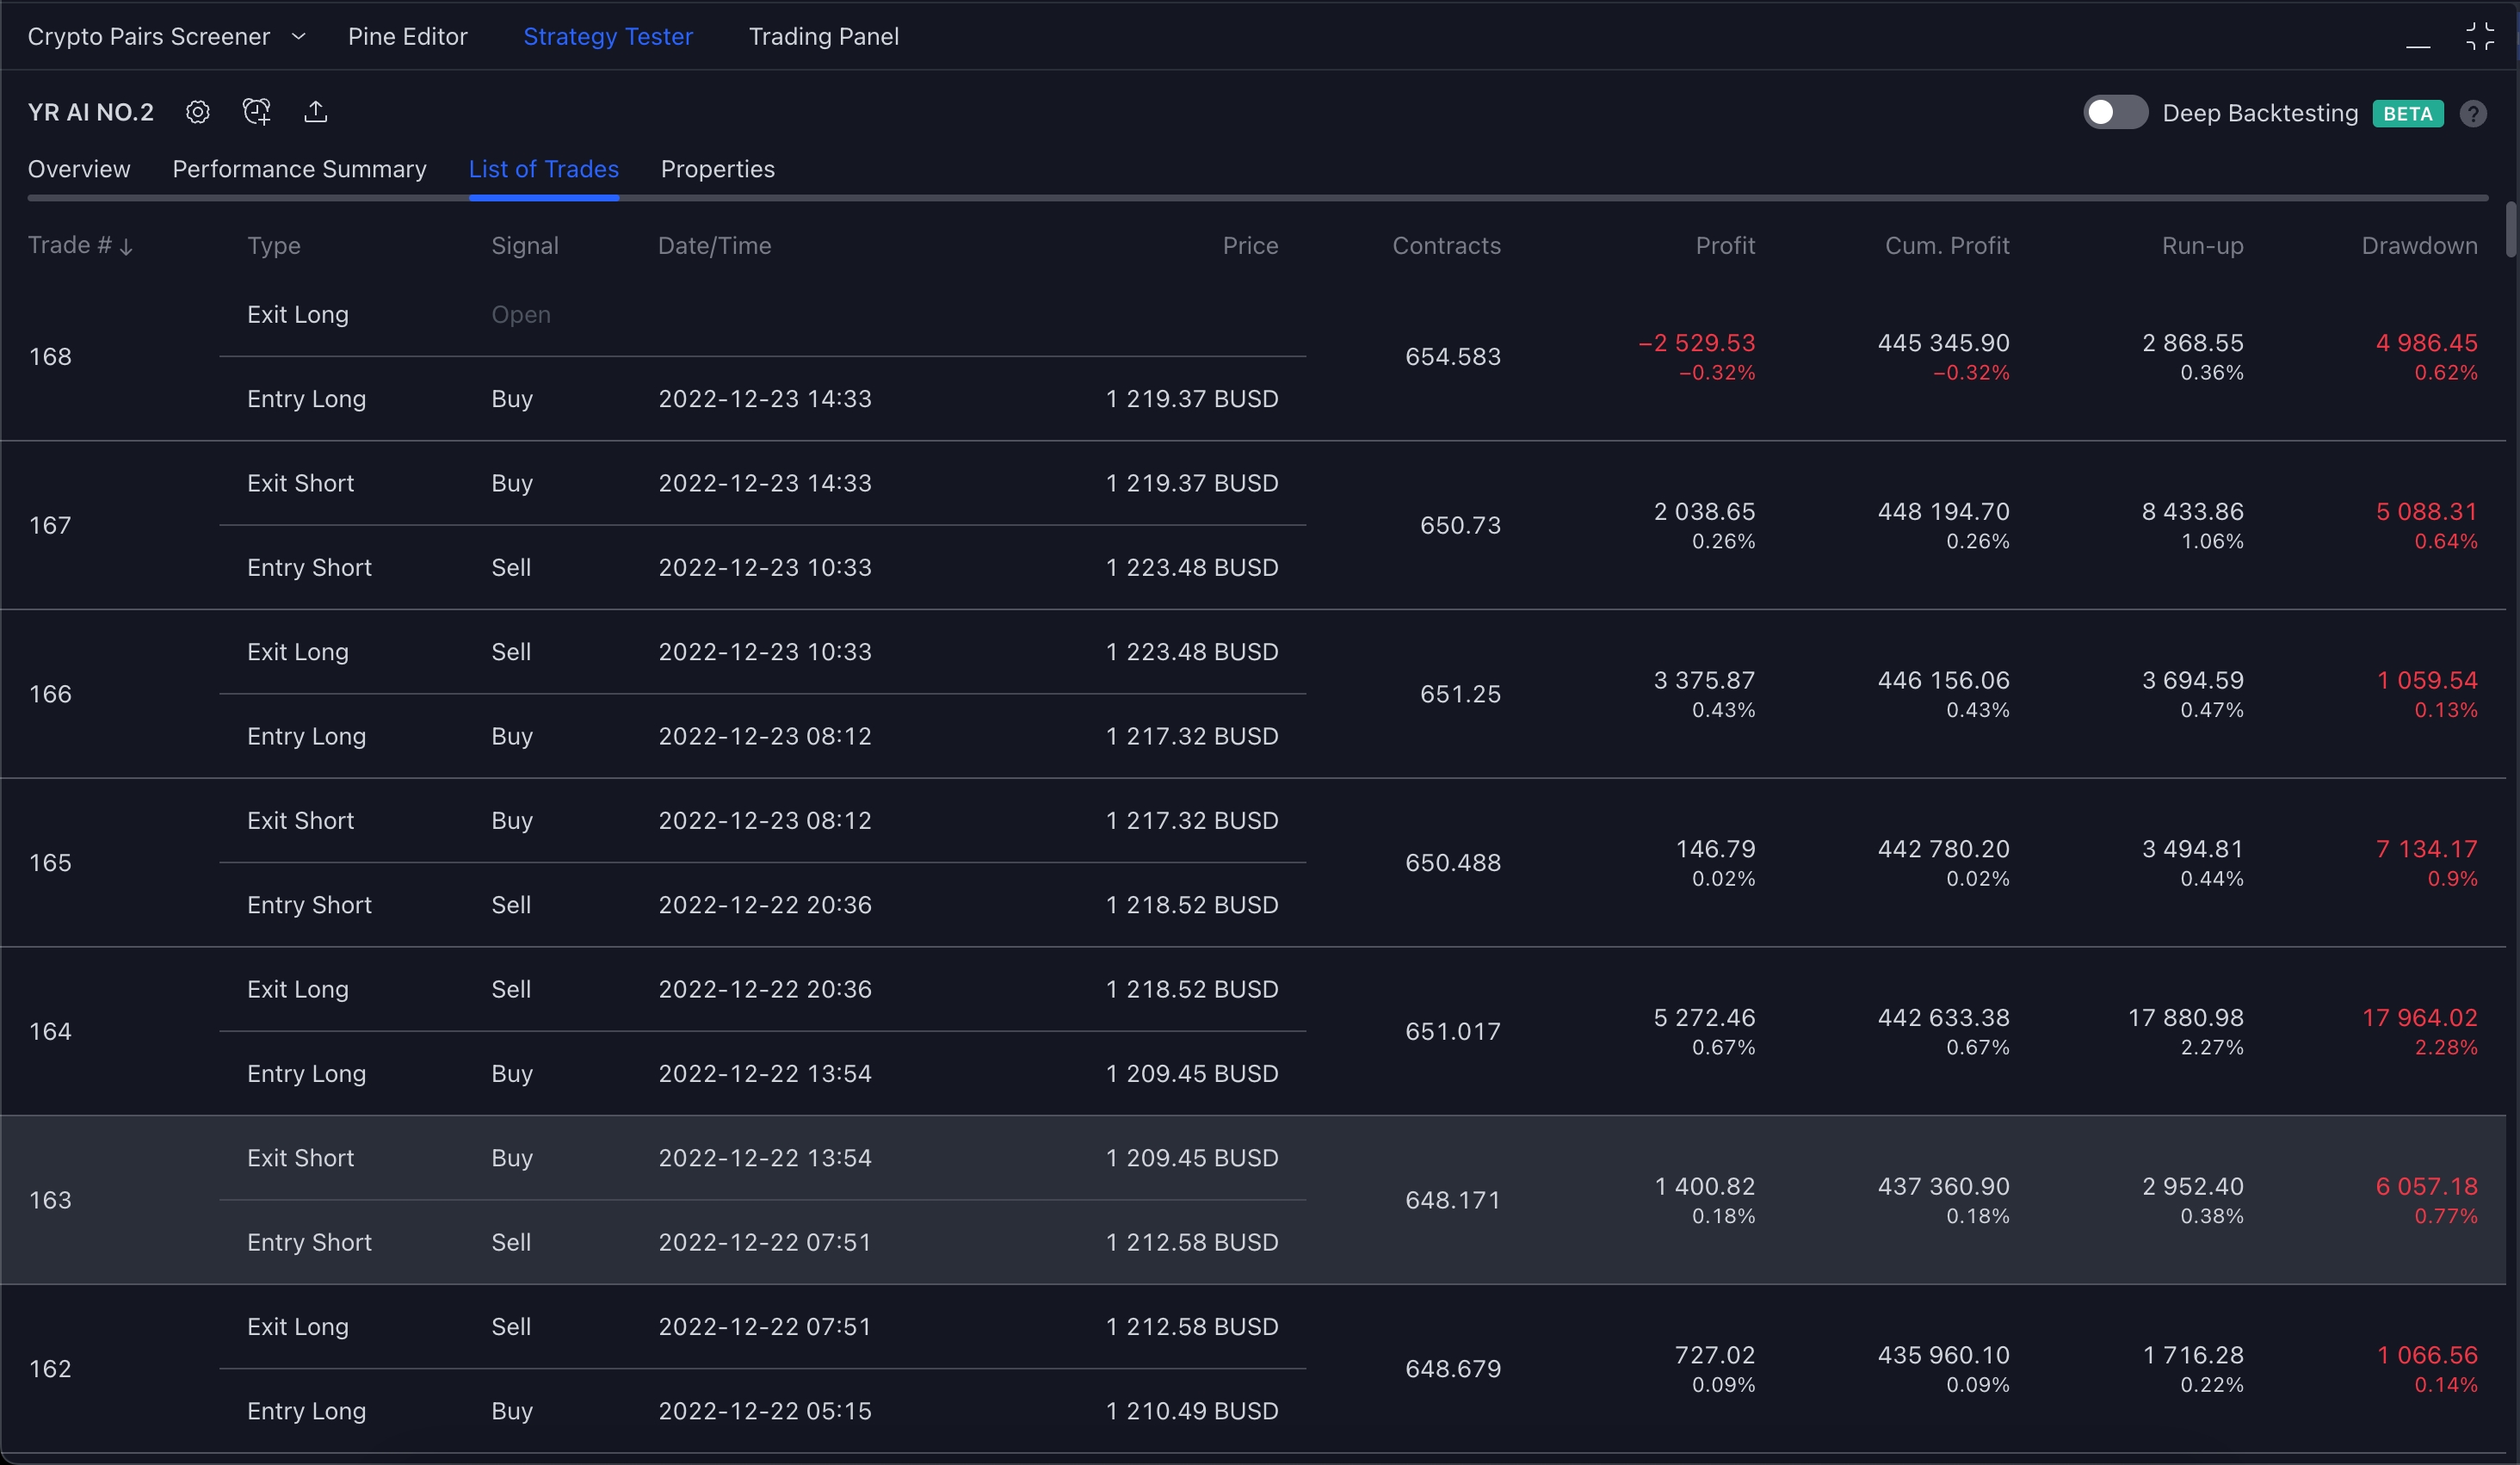 Crypto Pairs Screener Pine Editor Strategy Tester Trading Panel
YR AI NO.2 Deep Backtesting BETA ?
Overview Performance Summary List of Trades Properties
Trade # ↓ Type Signal Date/Time Price Contracts Profit Cum. Profit Run-up Drawdown
Exit Long Open
168 654.583 −2 529.53 445 345.90 2 868.55 4 986.45
−0.32% −0.32% 0.36% 0.62%
Entry Long Buy 2022-12-23 14:33 1 219.37 BUSD
Exit Short Buy 2022-12-23 14:33 1 219.37 BUSD
167 650.73 2 038.65 448 194.70 8 433.86 5 088.31
0.26% 0.26% 1.06% 0.64%
Entry Short Sell 2022-12-23 10:33 1 223.48 BUSD
Exit Long Sell 2022-12-23 10:33 1 223.48 BUSD
166 651.25 3 375.87 446 156.06 3 694.59 1 059.54
0.43% 0.43% 0.47% 0.13%
Entry Long Buy 2022-12-23 08:12 1 217.32 BUSD
Exit Short Buy 2022-12-23 08:12 1 217.32 BUSD
165 650.488 146.79 442 780.20 3 494.81 7 134.17
0.02% 0.02% 0.44% 0.9%
Entry Short Sell 2022-12-22 20:36 1 218.52 BUSD
Exit Long Sell 2022-12-22 20:36 1 218.52 BUSD
164 651.017 5 272.46 442 633.38 17 880.98 17 964.02
0.67% 0.67% 2.27% 2.28%
Entry Long Buy 2022-12-22 13:54 1 209.45 BUSD
Exit Short Buy 2022-12-22 13:54 1 209.45 BUSD
163 648.171 1 400.82 437 360.90 2 952.40 6 057.18
0.18% 0.18% 0.38% 0.77%
Entry Short Sell 2022-12-22 07:51 1 212.58 BUSD
Exit Long Sell 2022-12-22 07:51 1 212.58 BUSD
162 648.679 727.02 435 960.10 1 716.28 1 066.56
0.09% 0.09% 0.22% 0.14%
Entry Long Buy 2022-12-22 05:15 1 210.49 BUSD